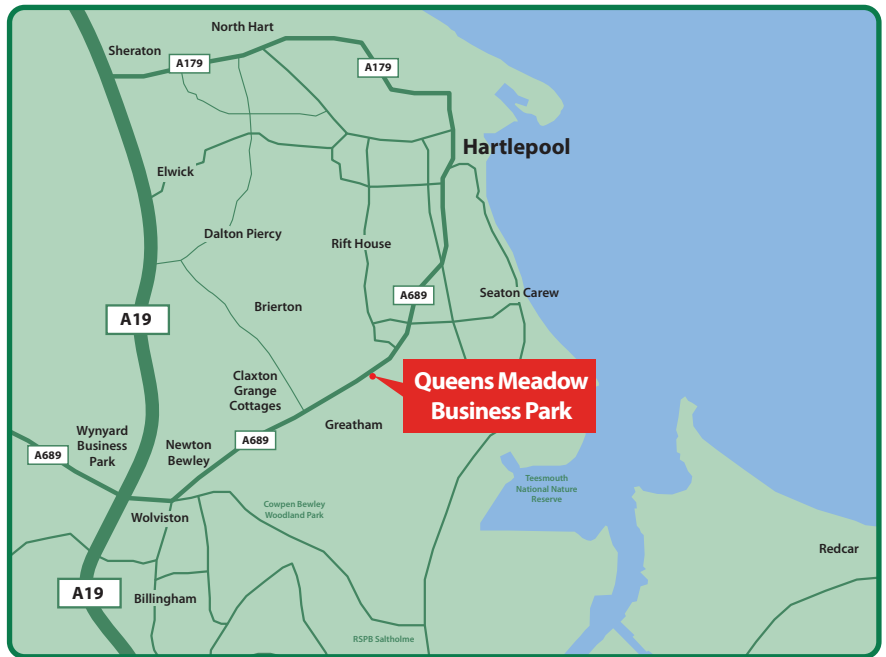 North Hart
Sheraton
A179
A179
Hartlepool
Elwick
Dalton Piercy
Rift House
Brierton
A689
Seaton Carew
A19
Queens Meadow
Business Park
Claxton
Grange
Cottages
Greatham
Wynyard
Business
Park
A689
Newton
Bewley
A689
Teesmouth
National Nature
Reserve
Cowpen Bewley
Woodland Park
Wolviston
Redcar
A19
Billingham
RSPB Saltholme